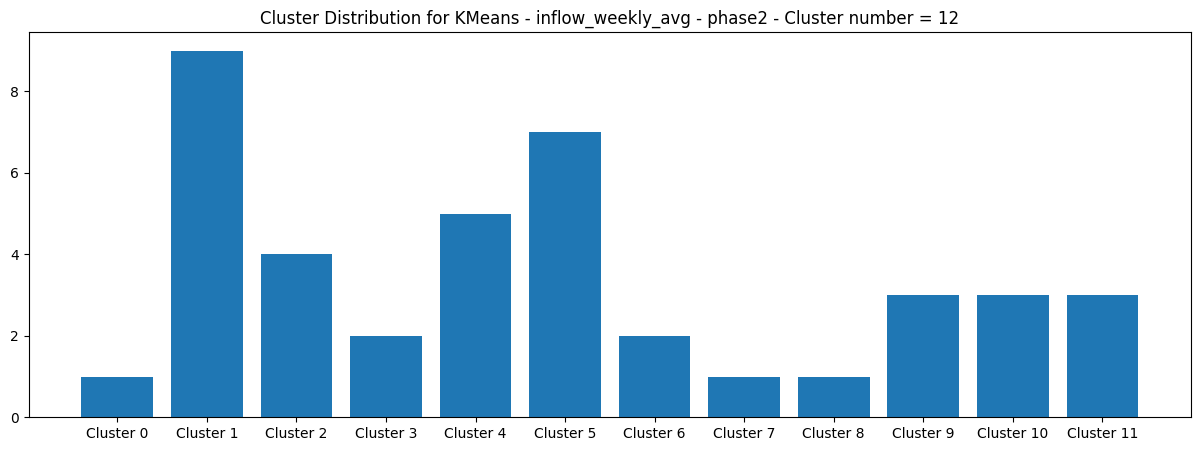 Cluster Distribution for KMeans - inflow_weekly_avg - phase2 - Cluster number = 12
8
6
4
2
0
Cluster 0 Cluster 1 Cluster 2 Cluster 3 Cluster 4 Cluster 5 Cluster 6 Cluster 7 Cluster 8 Cluster 9 Cluster 10 Cluster 11